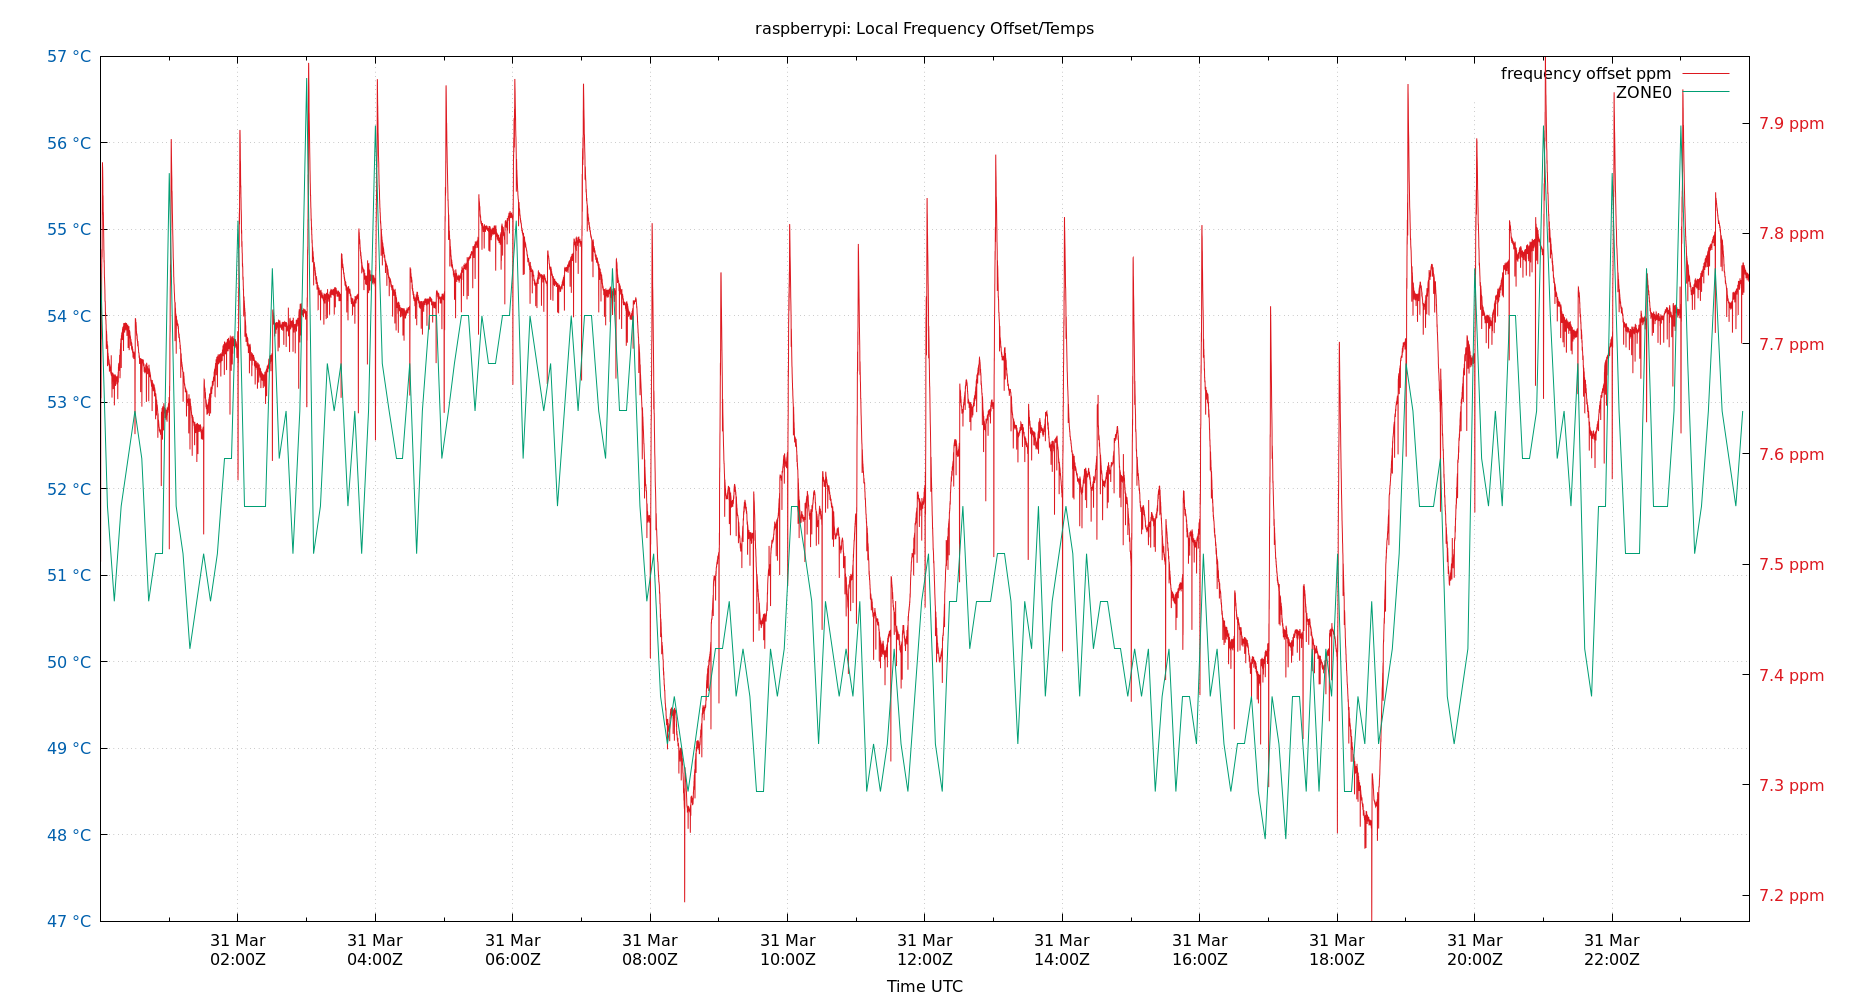 raspberrypi: Local Frequency Offset/Temps
57 °C
56 °C
55 °C
54 °C
53 °C
52 °C
51 °C
50 °C
49 °C
48 °C
47 °C
frequency offset ppm
ZONE0
7.9 ppm
7.8 ppm
7.7 ppm
7.6 ppm
7.5 ppm
7.4 ppm
7.3 ppm
7.2 ppm
31 Mar 31 Mar 31 Mar 31 Mar 31 Mar 31 Mar 31 Mar 31 Mar 31 Mar 31 Mar 31 Mar
02:00Z 04:00Z 06:00Z 08:00Z 10:00Z 12:00Z 14:00Z 16:00Z 18:00Z 20:00Z 22:00Z
Time UTC